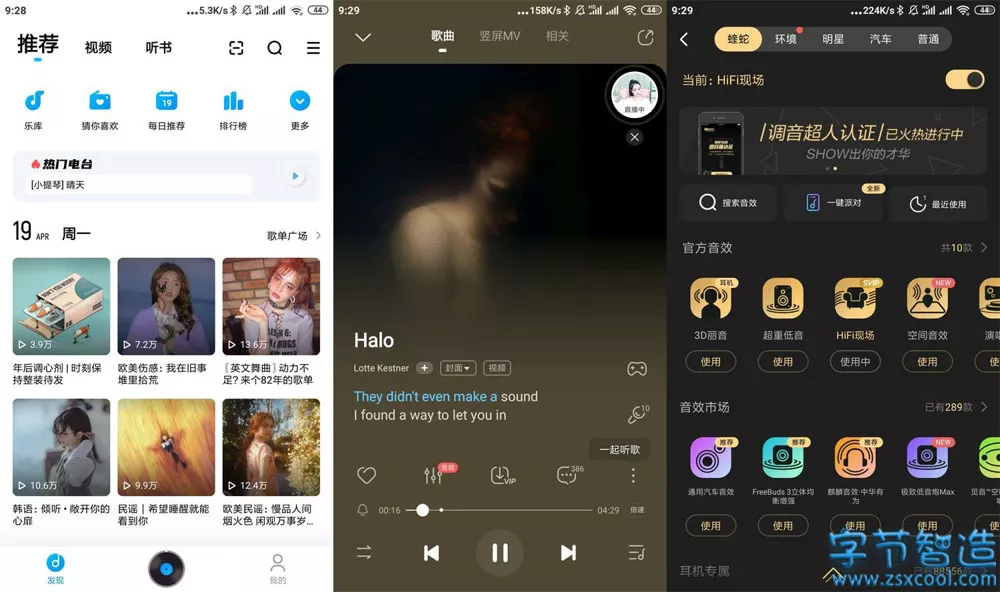 9:28
...5.3K/s
HD
44
推荐
视频
听书
乐库
猜你喜欢
19
每日推荐
排行榜
更多
热门电台
[小提琴] 晴天
19 APR 周一
歌单广场
3.9万
7.2万
13.6万
年后调心剂 | 时刻保
持整装待发
欧美伤感: 我在旧事
堆里拾荒
〖英文舞曲〗动力不
足? 来个82年的歌单
10.6万
9.9万
12.4万
韩语: 倾听·敞开你的
心扉
民谣 | 希望睡醒就能
看到你
欧美民谣: 慢品人间
烟火色 闲观万事岁...
发现
我的
9:29
...158K/s
HD
44
歌曲
竖屏MV
相关
直播中
Halo
Lotte Kestner
封面
视频
They didn't even make a sound
I found a way to let you in
10
一起听歌
音效
VIP
386
00:16
04:29
倍速
9:29
...224K/s
HD
44
蝰蛇
环境
明星
汽车
普通
当前: HiFi现场
调音超人认证 已火热进行中
SHOW出你的才华
搜索音效
一键派对
全新
最近使用
官方音效
共10款
耳机
SVIP
NEW
3D丽音
超重低音
HiFi现场
空间音效
演唱
使用
使用
使用中
使用
音效市场
已有289款
推荐
推荐
推荐
NEW
通用汽车音效
FreeBuds 3立体均
衡增强
麒麟音效·中华有
为
极致低音炮Max
使用
使用
使用
使用
耳机专属
字节智造
www.zsxcool.com